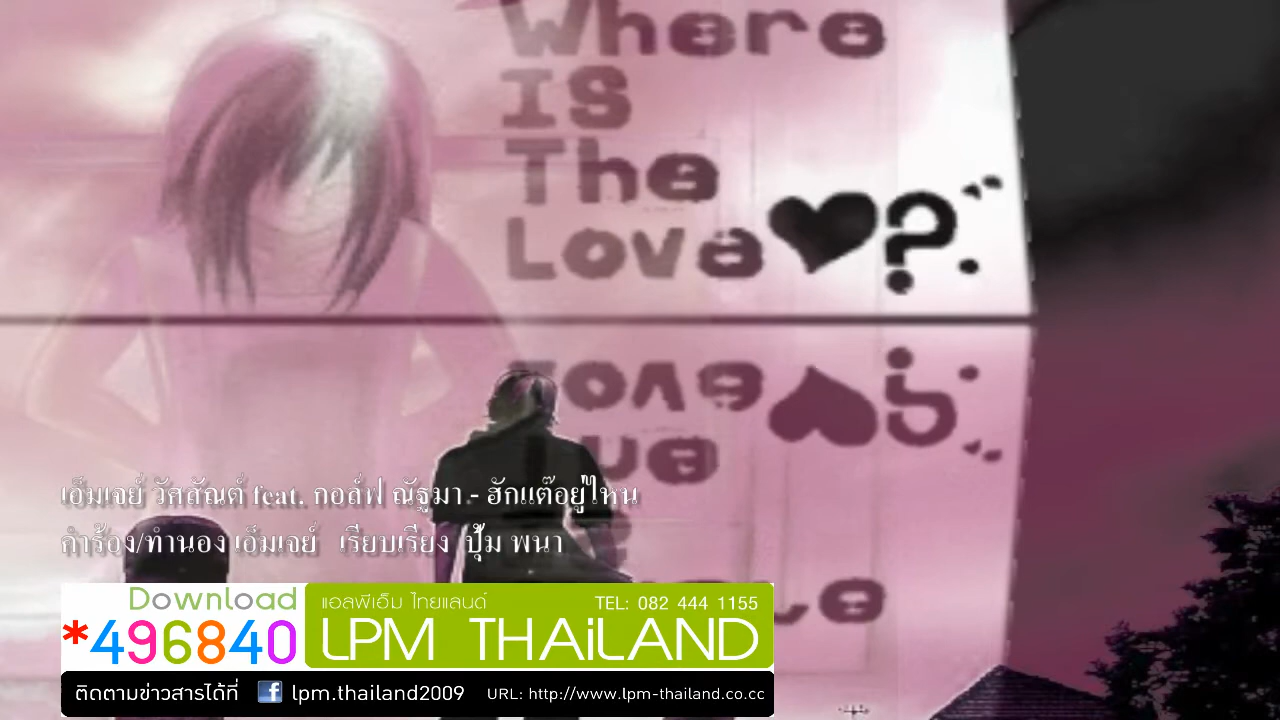 Where
IS
The
Love♥?
เอ็มเจย์ วัศสัณต์ feat. กอล์ฟ ณัฐมา - ฮักแต๊อยู่ไหน
คำร้อง/ทำนอง เอ็มเจย์ เรียบเรียง ปุ้ม พนา
Download
*496840
แอลพีเอ็ม ไทยแลนด์ TEL: 082 444 1155
LPM THAiLAND
ติดตามข่าวสารได้ที่ lpm.thailand2009 URL: http://www.lpm-thailand.co.cc